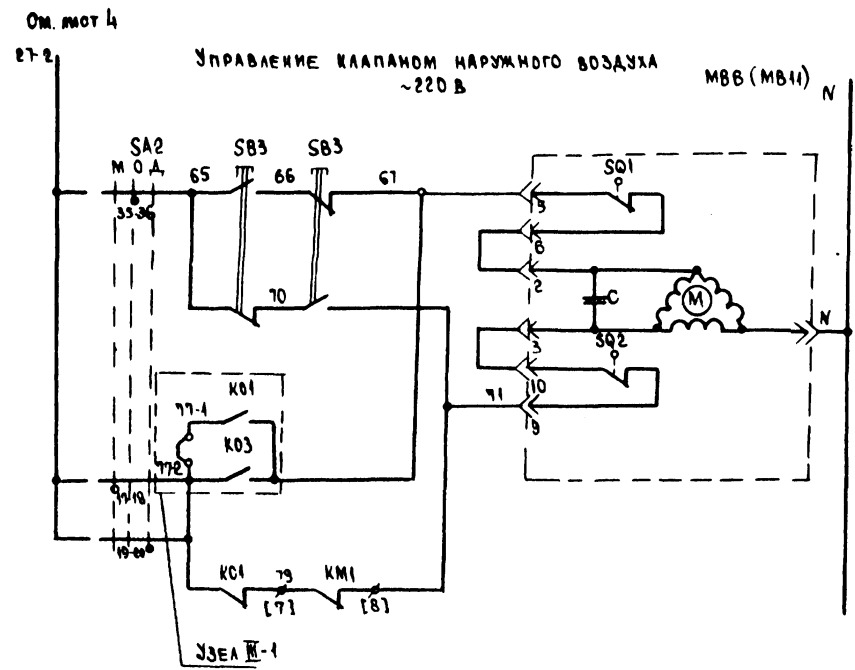 См. лист 4
27-2
УПРАВЛЕНИЕ КЛАПАНОМ НАРУЖНОГО ВОЗДУХА
~220 В
МВВ (МВ11)
N
SA2
М О Д
65
SB3
66
SB3
67
SQ1
35-36
5
6
70
2
C
M
N
3
SQ2
10
71
9
КО1
77-1
КО3
77-2
17-18
19-20
КС1
79
[7]
КМ1
[8]
УЗЕЛ III-1